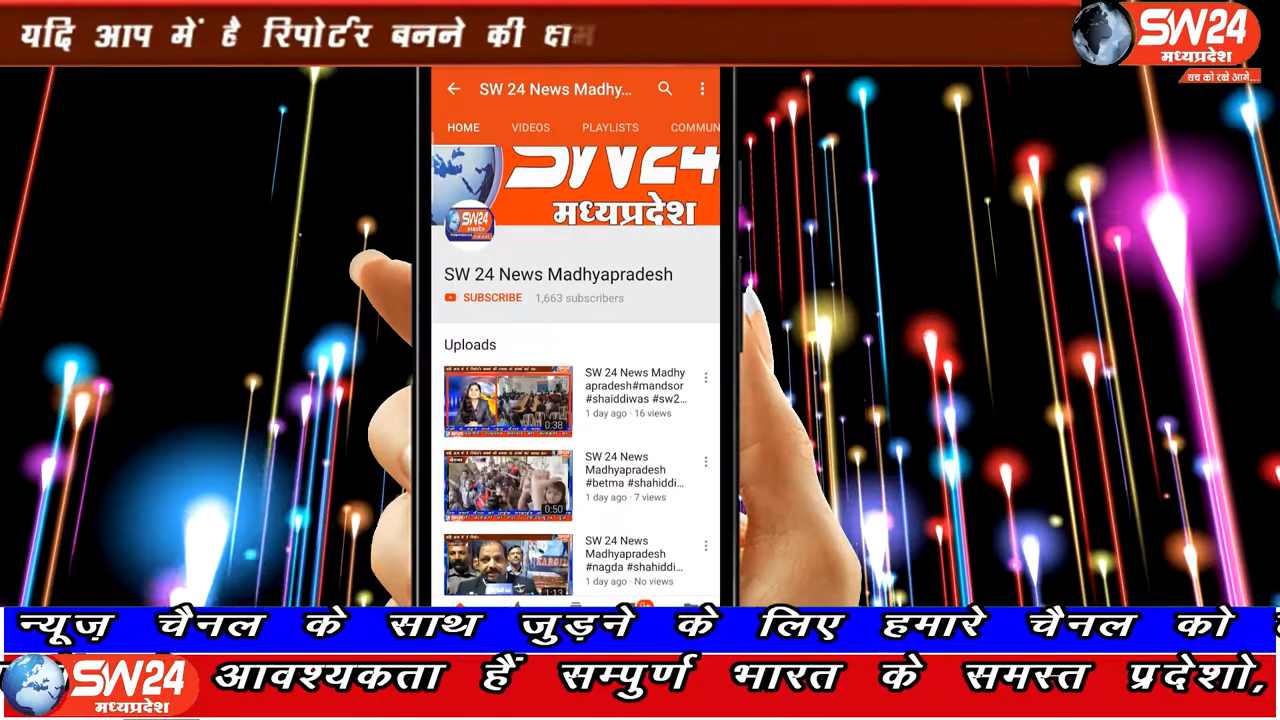 यदि आप में है रिपोर्टर बनने की क्षम
SW24
मध्यप्रदेश
सच को रखे आगे...
SW 24 News Madhy...
HOME VIDEOS PLAYLISTS COMMUN
SW24
मध्यप्रदेश
SW24
SW 24 News Madhyapradesh
SUBSCRIBE 1,663 subscribers
Uploads
SW 24 News Madhy
apradesh#mandsor
#shaiddiwas #sw2...
1 day ago · 16 views
0:38
SW 24 News
Madhyapradesh
#betma #shahiddi...
1 day ago · 7 views
0:50
SW 24 News
Madhyapradesh
#nagda #shahiddi...
1 day ago · No views
1:13
न्यूज़ चैनल के साथ जुड़ने के लिए हमारे चैनल को
आवश्यकता हैं सम्पुर्ण भारत के समस्त प्रदेशो,
SW24
मध्यप्रदेश